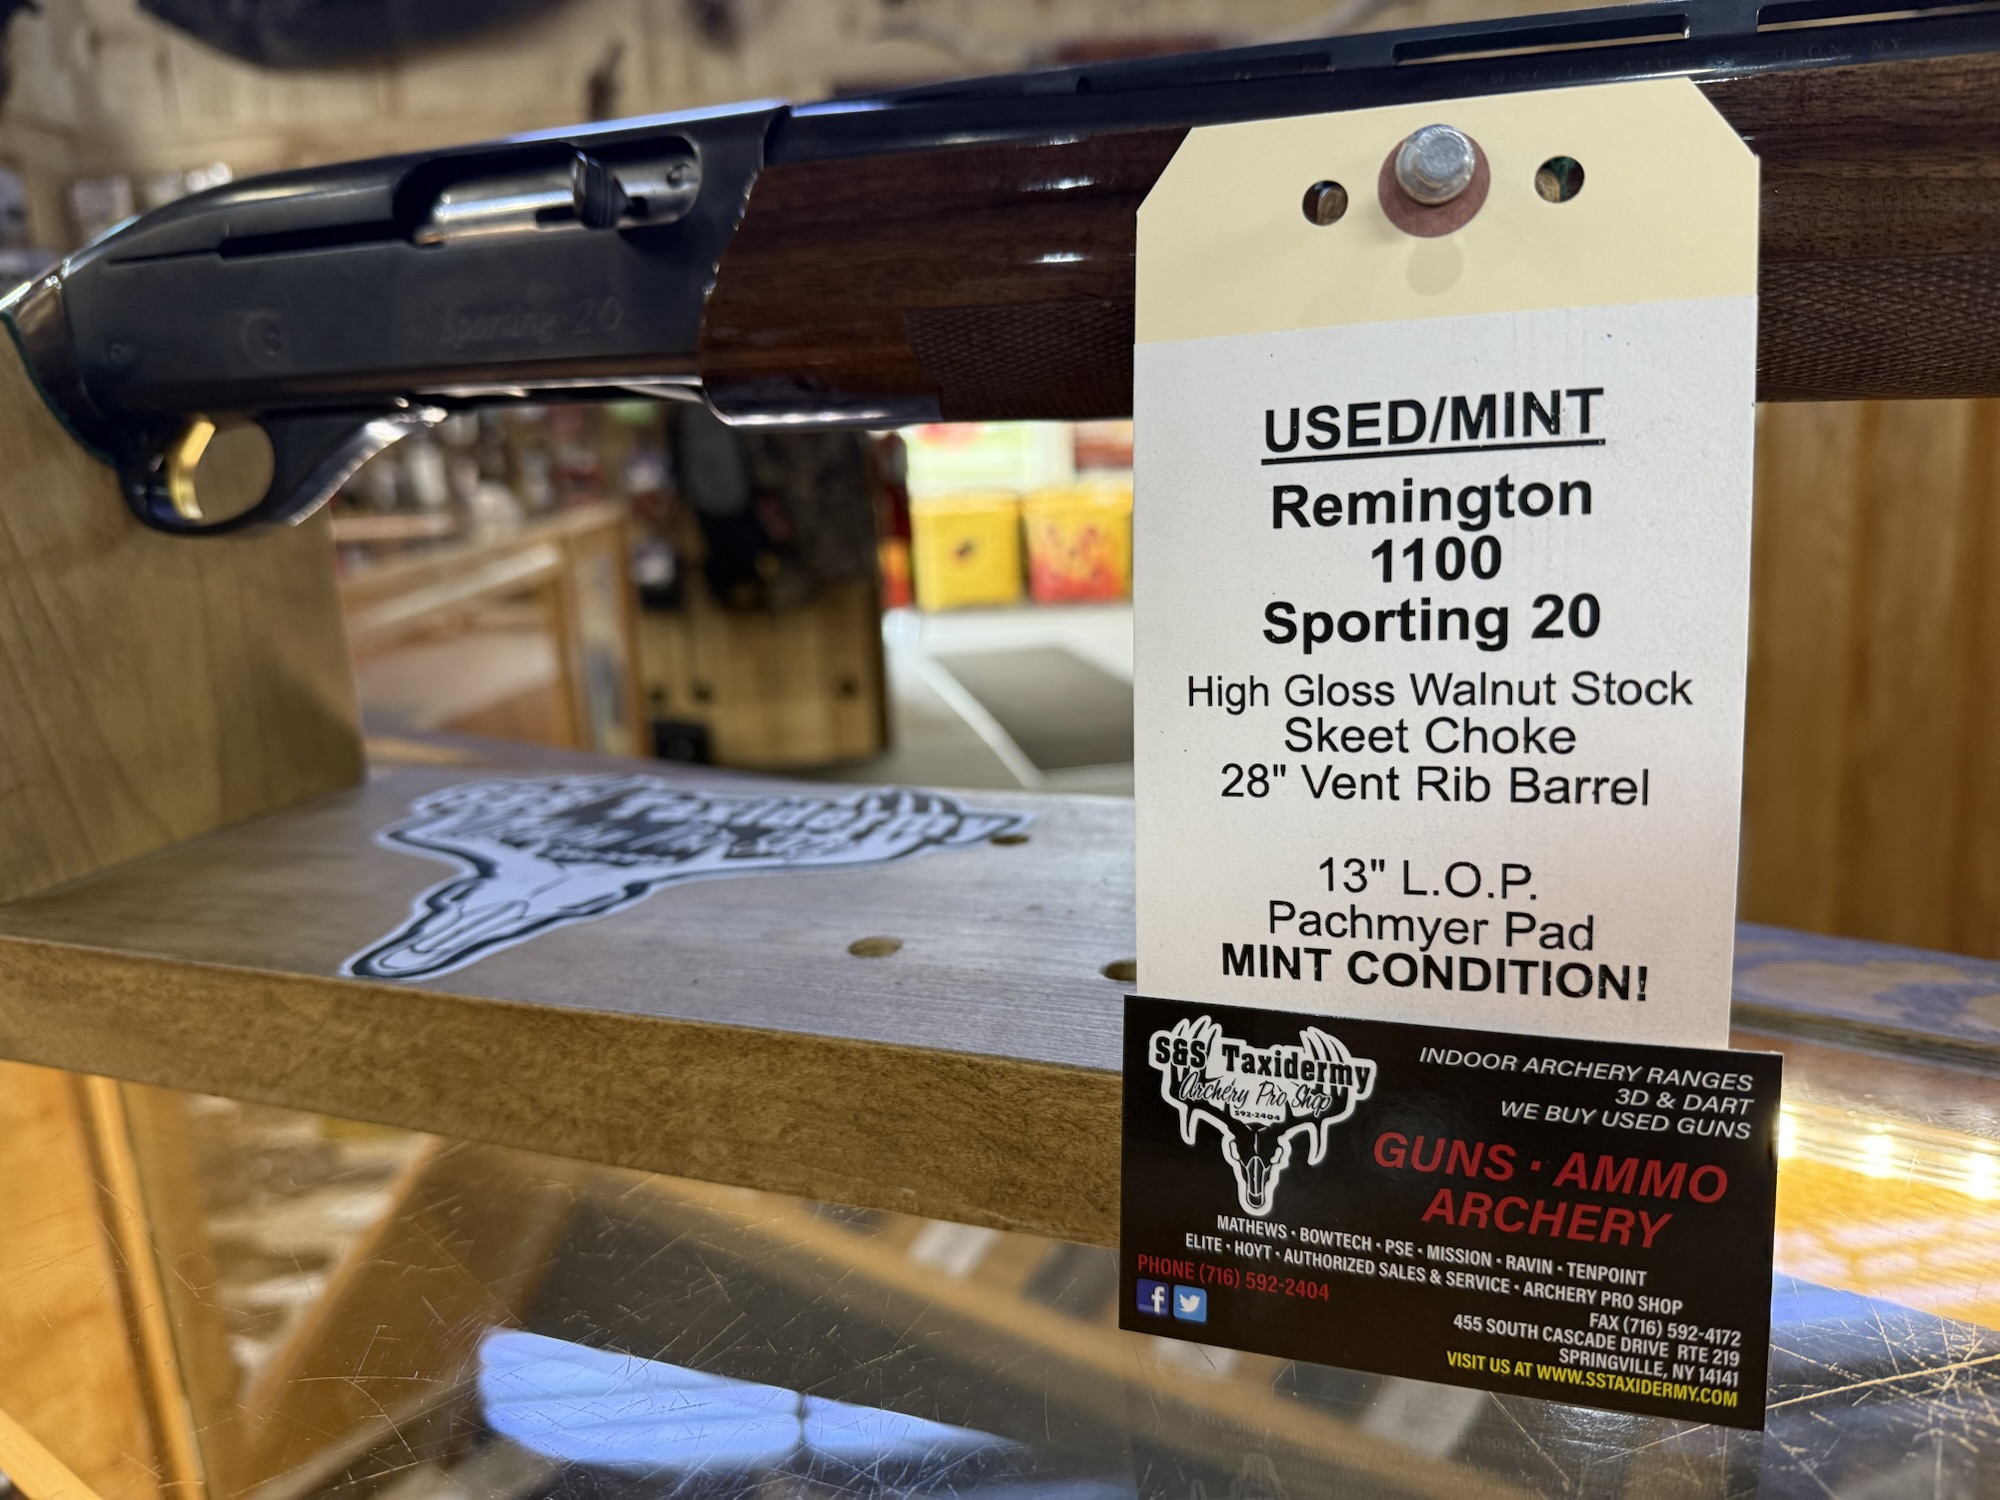 Sporting 20
USED/MINT
Remington
1100
Sporting 20
High Gloss Walnut Stock
Skeet Choke
28" Vent Rib Barrel
13" L.O.P.
Pachmyer Pad
MINT CONDITION!
S&S Taxidermy
Archery Pro Shop
592-2404
INDOOR ARCHERY RANGES
3D & DART
WE BUY USED GUNS
GUNS · AMMO
ARCHERY
MATHEWS · BOWTECH · PSE · MISSION · RAVIN · TENPOINT
ELITE · HOYT · AUTHORIZED SALES & SERVICE · ARCHERY PRO SHOP
PHONE (716) 592-2404
FAX (716) 592-4172
455 SOUTH CASCADE DRIVE RTE 219
SPRINGVILLE, NY 14141
VISIT US AT WWW.SSTAXIDERMY.COM
Taxidermy